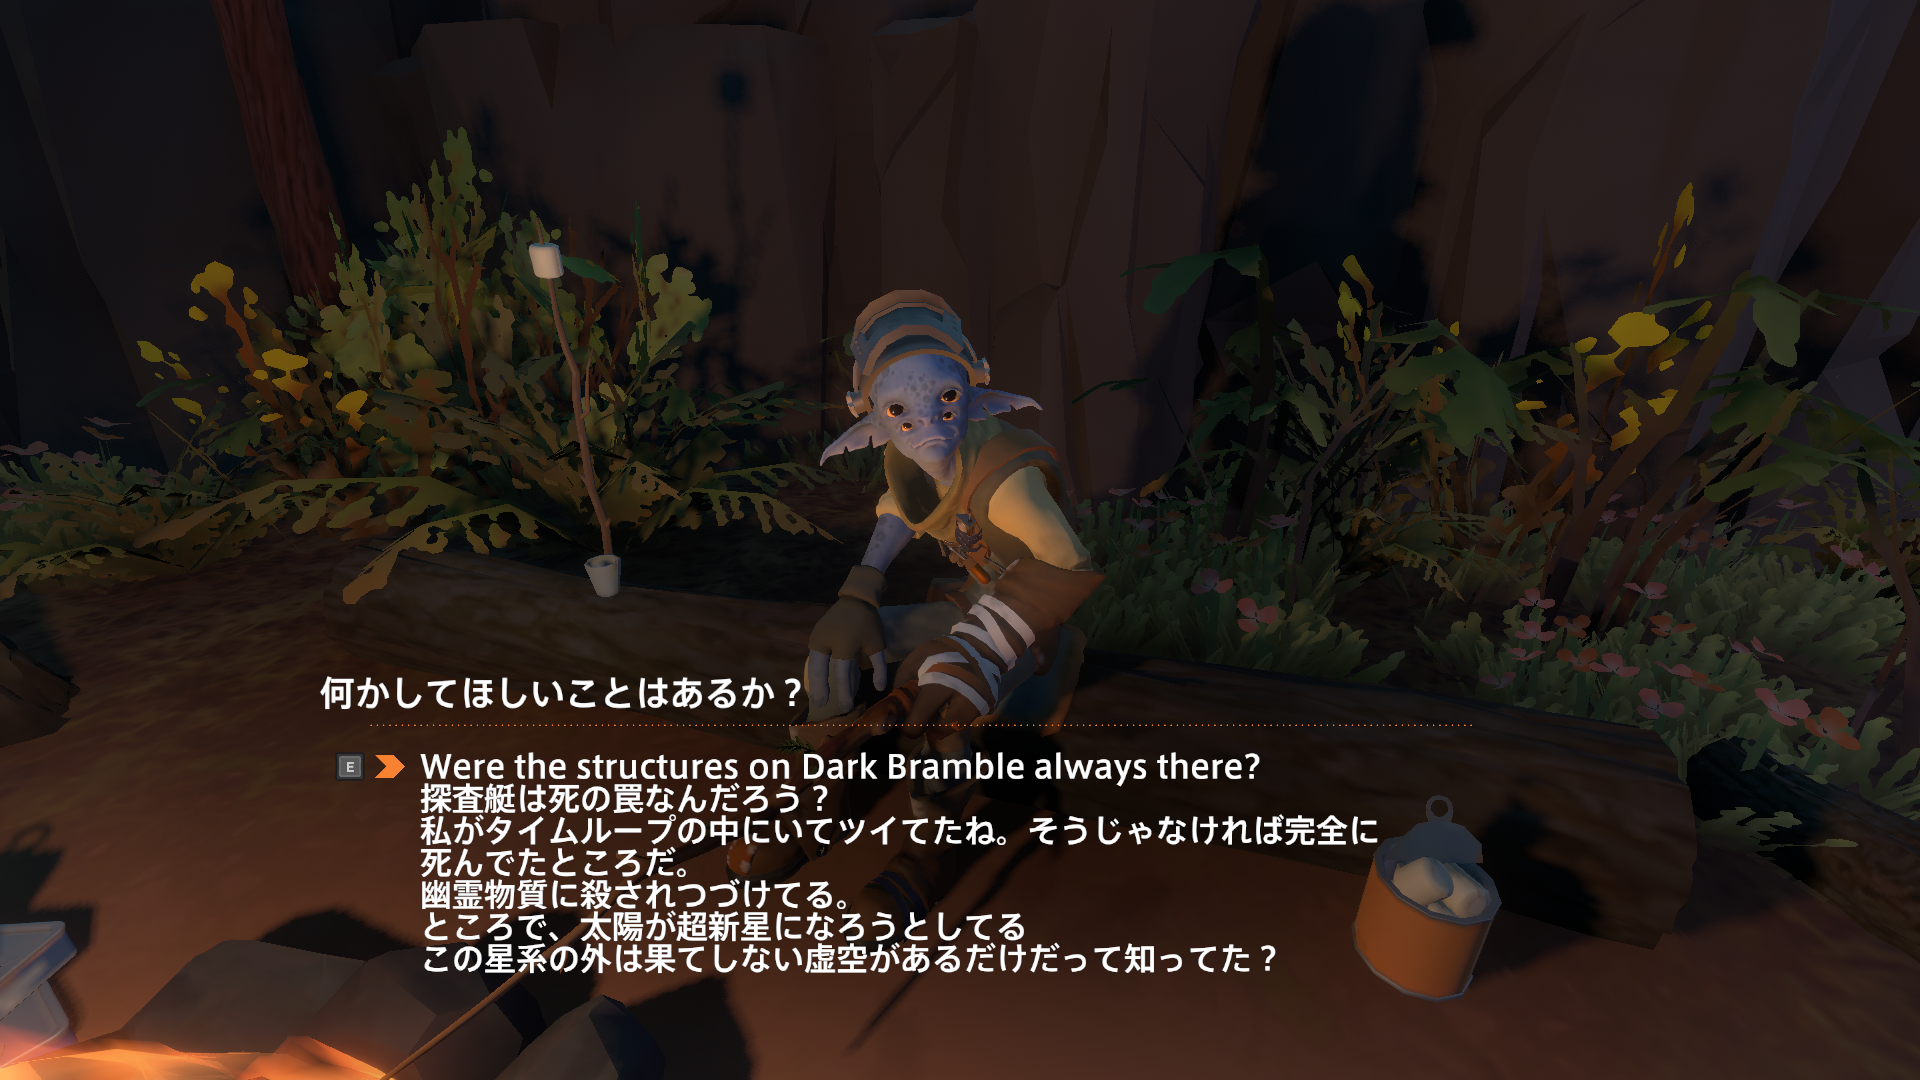 何かしてほしいことはあるか？
E
Were the structures on Dark Bramble always there?
探査艇は死の罠なんだろう？
私がタイムループの中にいてツイてたね。そうじゃなければ完全に
死んでたところだ。
幽霊物質に殺されつづけてる。
ところで、太陽が超新星になろうとしてる
この星系の外は果てしない虚空があるだけだって知ってた？